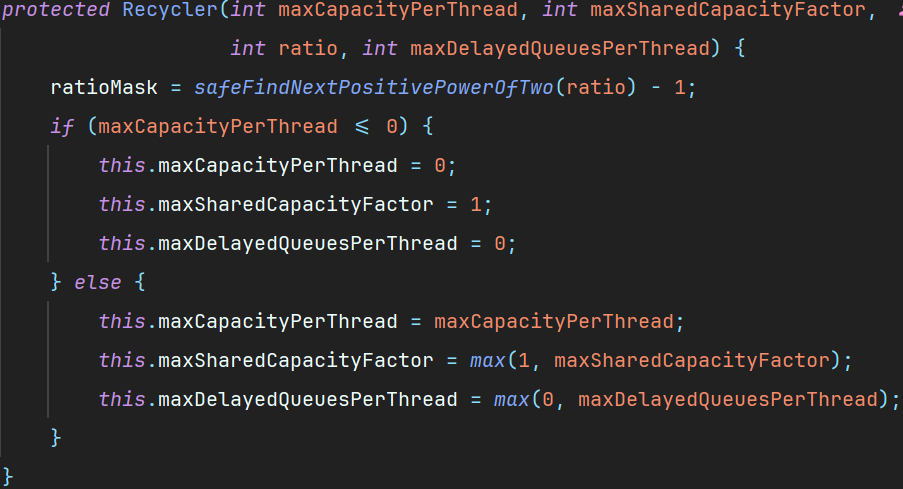 protected Recycler(int maxCapacityPerThread, int maxSharedCapacityFactor,
int ratio, int maxDelayedQueuesPerThread) {
ratioMask = safeFindNextPositivePowerOfTwo(ratio) - 1;
if (maxCapacityPerThread <= 0) {
this.maxCapacityPerThread = 0;
this.maxSharedCapacityFactor = 1;
this.maxDelayedQueuesPerThread = 0;
} else {
this.maxCapacityPerThread = maxCapacityPerThread;
this.maxSharedCapacityFactor = max(1, maxSharedCapacityFactor);
this.maxDelayedQueuesPerThread = max(0, maxDelayedQueuesPerThread);
}
}